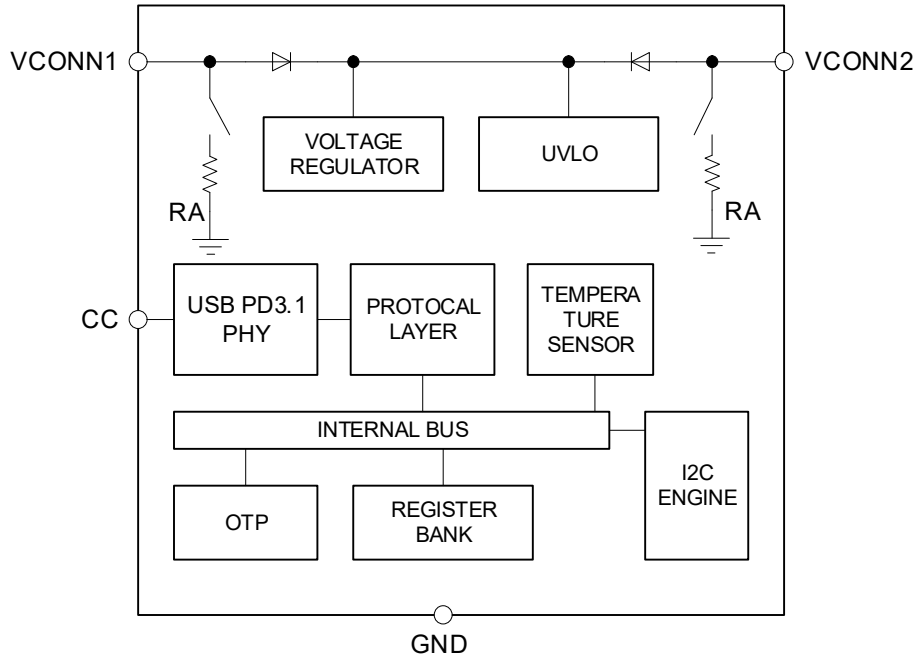 VCONN1
VCONN2
VOLTAGE
REGULATOR
UVLO
RA
RA
CC
USB PD3.1
PHY
PROTOCAL
LAYER
TEMPERA
TURE
SENSOR
INTERNAL BUS
I2C
ENGINE
OTP
REGISTER
BANK
GND